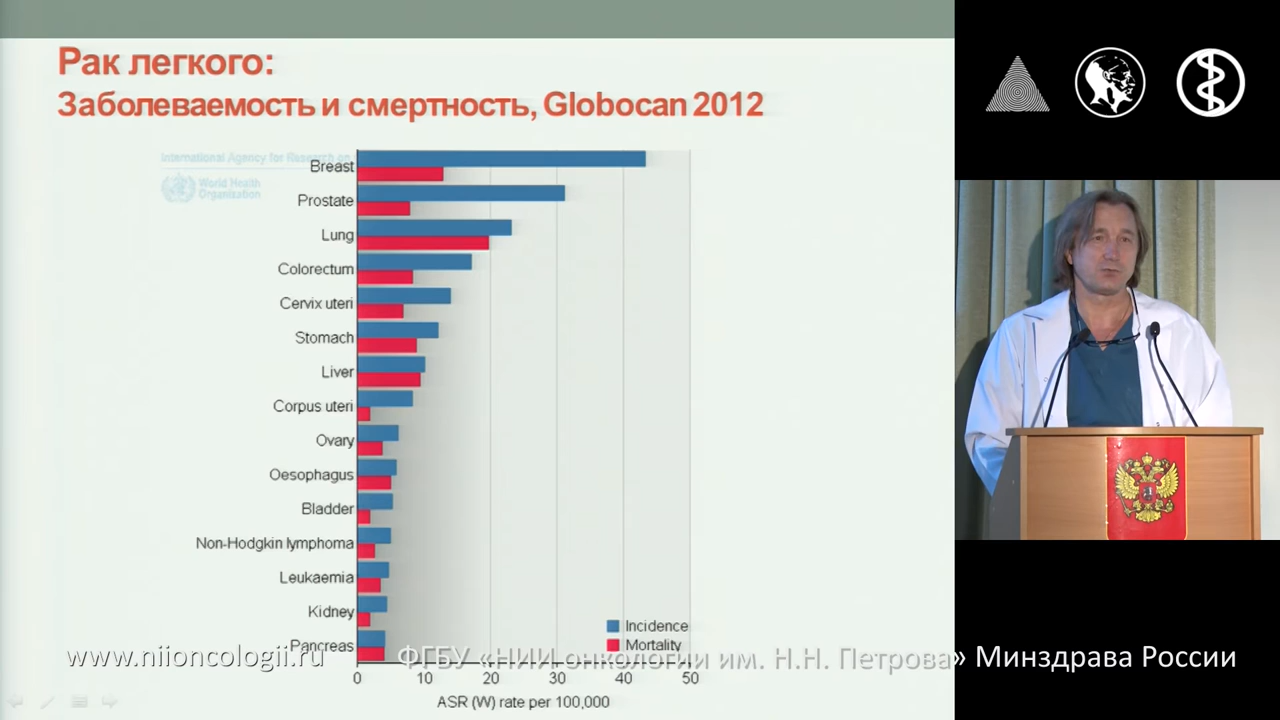 Рак легкого:
Заболеваемость и смертность, Globocan 2012
International Agency for Research on
World Health
Organization
Breast
Prostate
Lung
Colorectum
Cervix uteri
Stomach
Liver
Corpus uteri
Ovary
Oesophagus
Bladder
Non-Hodgkin lymphoma
Leukaemia
Kidney
Pancreas
Incidence
Mortality
0 10 20 30 40 50
ASR (W) rate per 100,000
www.niioncologii.ru ФГБУ «НИИ онкологии им. Н.Н. Петрова» Минздрава России